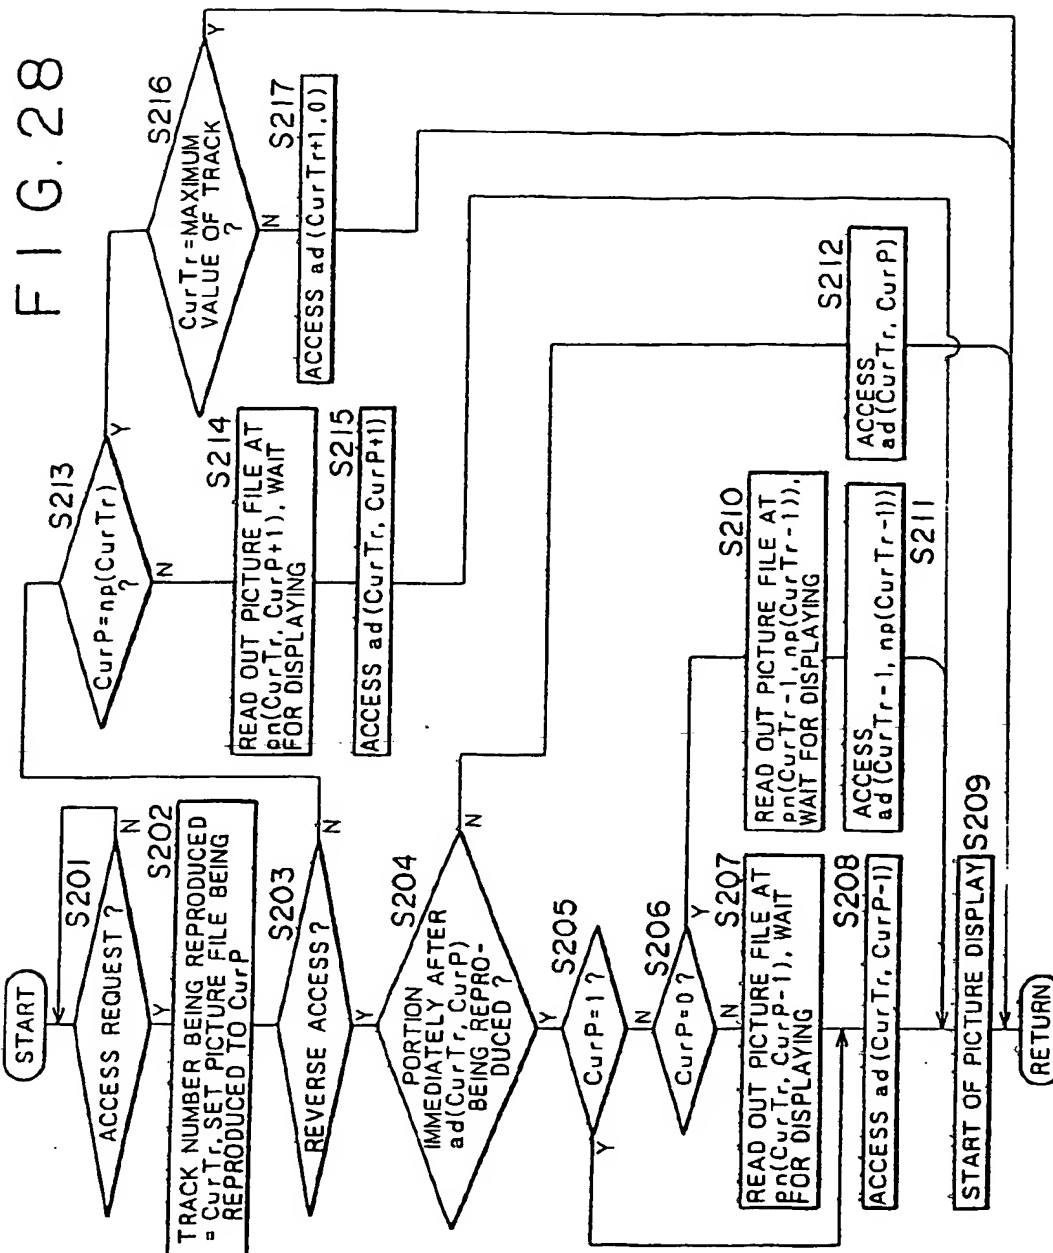 FIG. 28
START
S201
ACCESS REQUEST ?
N
Y
S202
TRACK NUMBER BEING REPRODUCED
= CurTr, SET PICTURE FILE BEING
REPRODUCED TO CurP
S203
REVERSE ACCESS ?
N
Y
S204
PORTION
IMMEDIATELY AFTER
ad(CurTr, CurP)
BEING REPRO-
DUCED ?
N
Y
S205
CurP=1 ?
Y
N
S206
CurP=0 ?
Y
N
S207
READ OUT PICTURE FILE AT
pn(CurTr, CurP-1), WAIT
FOR DISPLAYING
S208
ACCESS ad(CurTr, CurP-1)
S209
START OF PICTURE DISPLAY
RETURN
S210
READ OUT PICTURE FILE AT
pn(CurTr-1, np(CurTr-1)),
WAIT FOR DISPLAYING
ACCESS
ad(CurTr-1, np(CurTr-1))
S211
S212
ACCESS
ad(CurTr, CurP)
S213
CurP=np(CurTr)
?
Y
N
S214
READ OUT PICTURE FILE AT
pn(CurTr, CurP+1), WAIT
FOR DISPLAYING
S215
ACCESS ad(CurTr, CurP+1)
S216
CurTr=MAXIMUM
VALUE OF TRACK
?
Y
N
S217
ACCESS ad(CurTr+1,0)